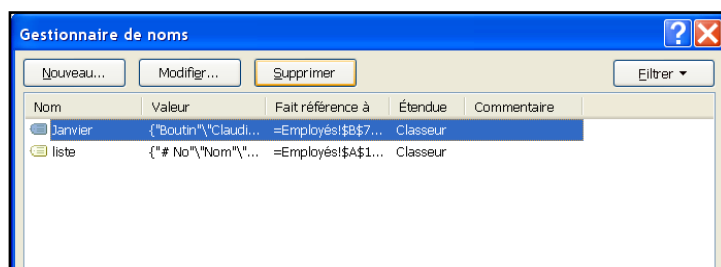 Gestionnaire de noms
Nouveau... Modifier... Supprimer Filtrer
Nom Valeur Fait référence à Étendue Commentaire
Janvier {"Boutin"\"Claudi... =Employés!$B$7... Classeur
liste {"# No"\"Nom"\"... =Employés!$A$1... Classeur